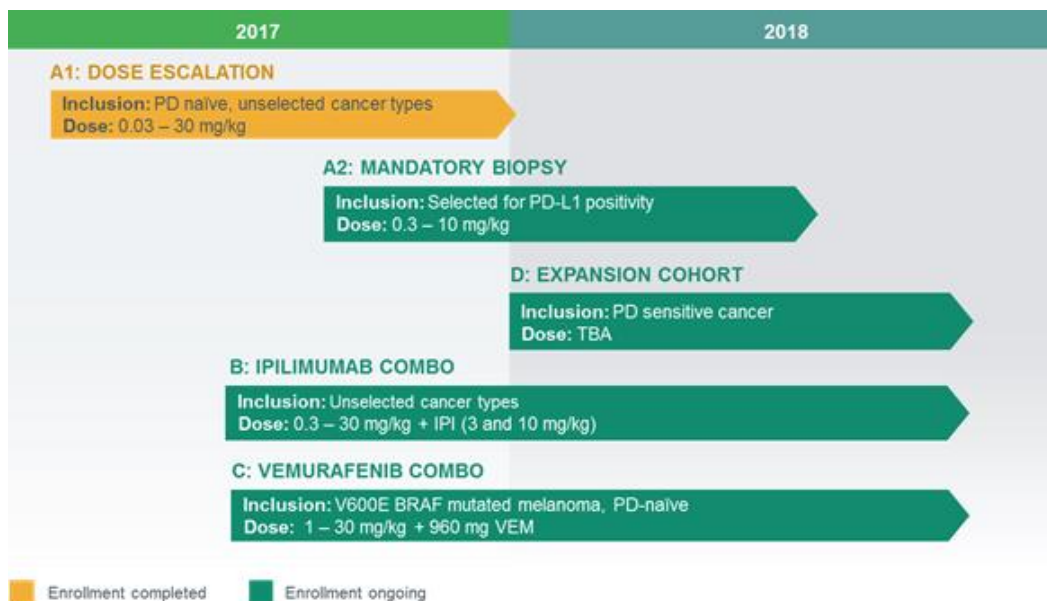 2017
2018
A1: DOSE ESCALATION
Inclusion: PD naïve, unselected cancer types
Dose: 0.03 – 30 mg/kg
A2: MANDATORY BIOPSY
Inclusion: Selected for PD-L1 positivity
Dose: 0.3 – 10 mg/kg
D: EXPANSION COHORT
Inclusion: PD sensitive cancer
Dose: TBA
B: IPILIMUMAB COMBO
Inclusion: Unselected cancer types
Dose: 0.3 – 30 mg/kg + IPI (3 and 10 mg/kg)
C: VEMURAFENIB COMBO
Inclusion: V600E BRAF mutated melanoma, PD-naïve
Dose: 1 – 30 mg/kg + 960 mg VEM
Enrollment completed
Enrollment ongoing